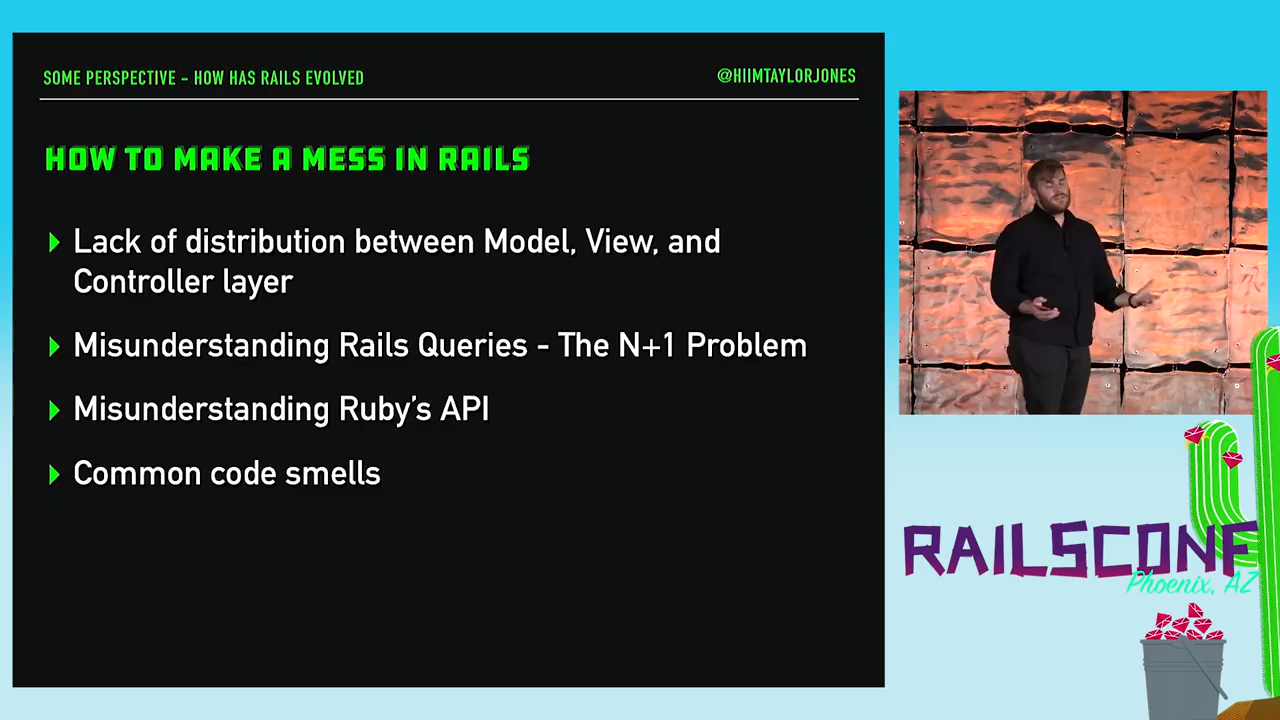 SOME PERSPECTIVE - HOW HAS RAILS EVOLVED
@HIIMTAYLORJONES
HOW TO MAKE A MESS IN RAILS
Lack of distribution between Model, View, and
Controller layer
Misunderstanding Rails Queries - The N+1 Problem
Misunderstanding Ruby's API
Common code smells
RAILSCONF
Phoenix, AZ